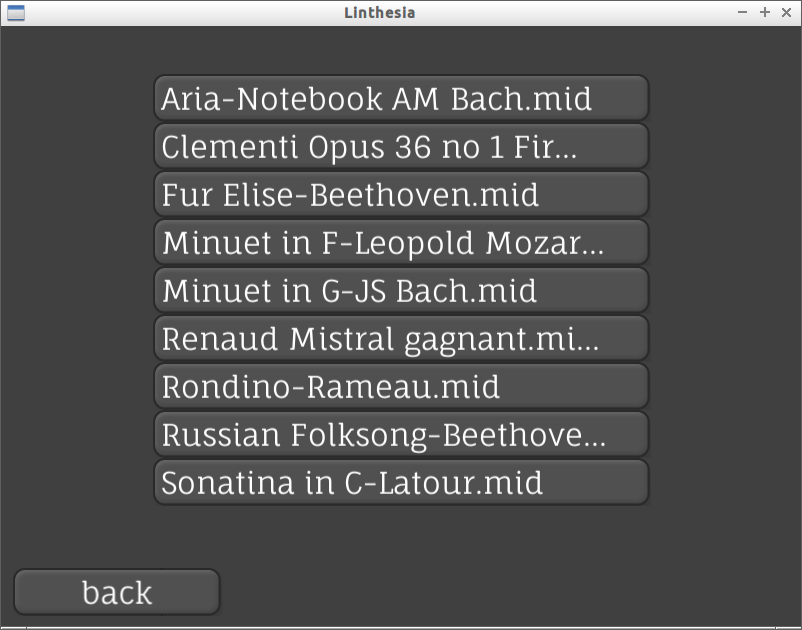 Linthesia
Aria-Notebook AM Bach.mid
Clementi Opus 36 no 1 Fir...
Fur Elise-Beethoven.mid
Minuet in F-Leopold Mozar...
Minuet in G-JS Bach.mid
Renaud Mistral gagnant.mi...
Rondino-Rameau.mid
Russian Folksong-Beethove...
Sonatina in C-Latour.mid
back